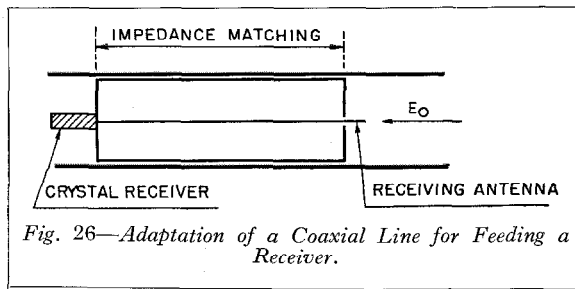 IMPEDANCE MATCHING
E₀
CRYSTAL RECEIVER
RECEIVING ANTENNA
Fig. 26—Adaptation of a Coaxial Line for Feeding a
Receiver.